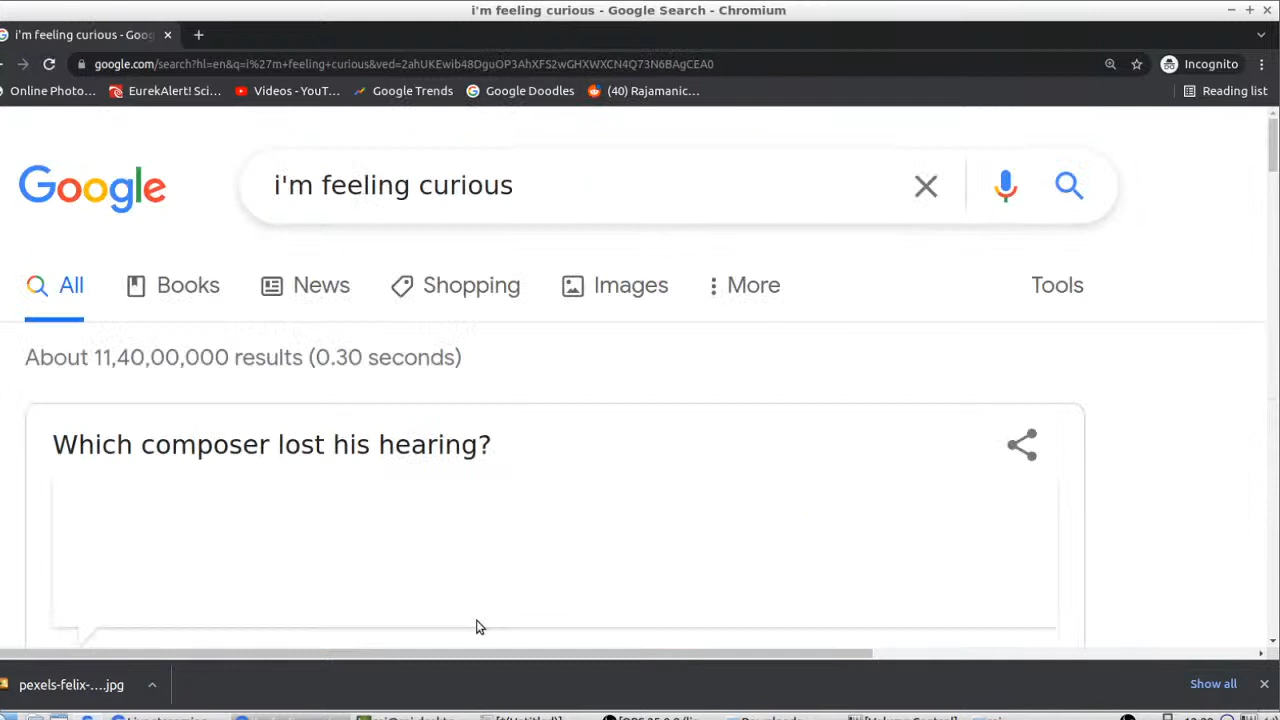 i'm feeling curious - Google Search - Chromium
i'm feeling curious - Goog
google.com/search?hl=en&q=i%27m+feeling+curious&ved=2ahUKEwib48DguOP3AhXFS2wGHXWXCN4Q73N6BAgCEA0
Incognito
Online Photo... EurekAlert! Sci... Videos - YouT... Google Trends Google Doodles (40) Rajamanic... Reading list
Google
i'm feeling curious
All Books News Shopping Images More Tools
About 11,40,00,000 results (0.30 seconds)
Which composer lost his hearing?
pexels-felix-....jpg
Show all